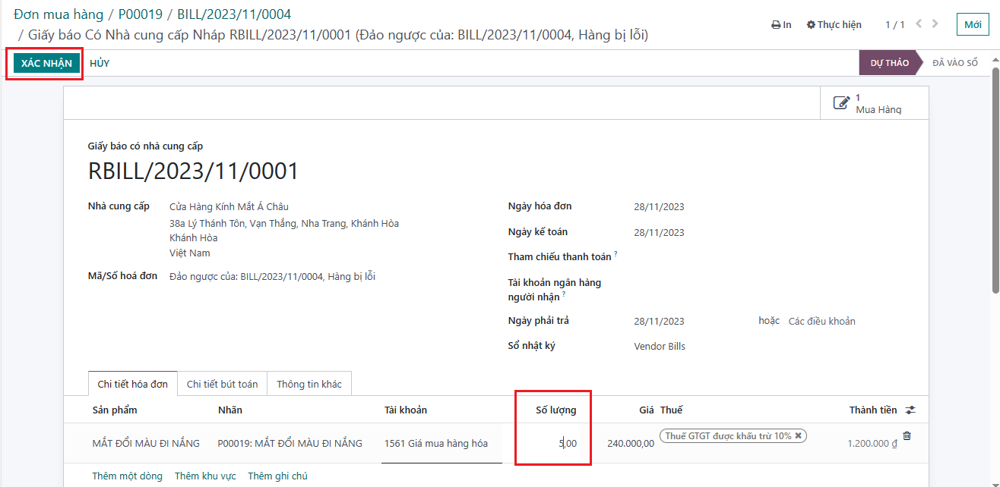 Đơn mua hàng / P00019 / BILL/2023/11/0004
/ Giấy báo Có Nhà cung cấp Nháp RBILL/2023/11/0001 (Đảo ngược của: BILL/2023/11/0004, Hàng bị lỗi)
In Thực hiện 1 / 1 Mới
XÁC NHẬN HỦY DỰ THẢO ĐÃ VÀO SỔ
1
Mua Hàng
Giấy báo có nhà cung cấp
RBILL/2023/11/0001
Nhà cung cấp Cửa Hàng Kính Mắt Á Châu
38a Lý Thánh Tôn, Vạn Thắng, Nha Trang, Khánh Hòa
Khánh Hòa
Việt Nam
Mã/Số hoá đơn Đảo ngược của: BILL/2023/11/0004, Hàng bị lỗi
Ngày hóa đơn 28/11/2023
Ngày kế toán 28/11/2023
Tham chiếu thanh toán ?
Tài khoản ngân hàng
người nhận ?
Ngày phải trả 28/11/2023 hoặc Các điều khoản
Sổ nhật ký Vendor Bills
Chi tiết hóa đơn Chi tiết bút toán Thông tin khác
Sản phẩm Nhãn Tài khoản Số lượng Giá Thuế Thành tiền
MẮT ĐỔI MÀU ĐI NẮNG P00019: MẮT ĐỔI MÀU ĐI NẮNG 1561 Giá mua hàng hóa 5,00 240.000,00 Thuế GTGT được khấu trừ 10% ✖ 1.200.000 ₫
Thêm một dòng Thêm khu vực Thêm ghi chú